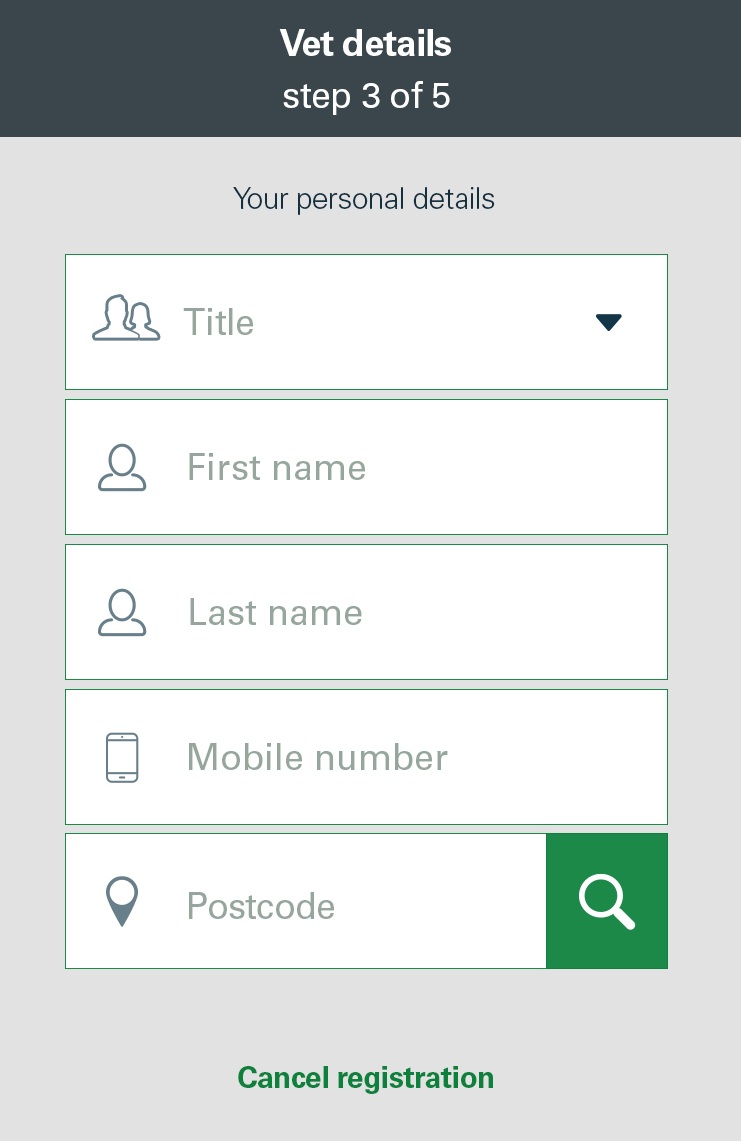 Vet details
step 3 of 5
Your personal details
Title
First name
Last name
Mobile number
Postcode
Cancel registration